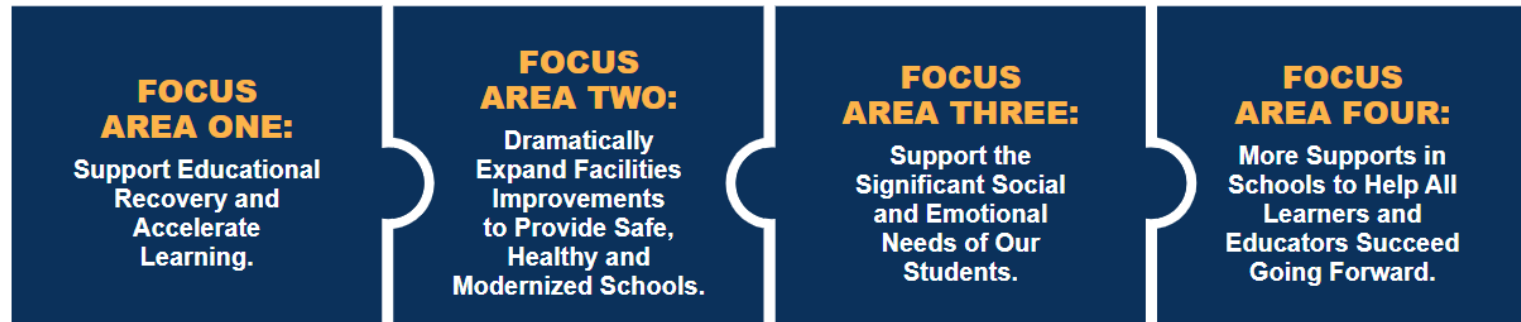 FOCUS
AREA ONE:
Support Educational
Recovery and
Accelerate
Learning.
FOCUS
AREA TWO:
Dramatically
Expand Facilities
Improvements
to Provide Safe,
Healthy and
Modernized Schools.
FOCUS
AREA THREE:
Support the
Significant Social
and Emotional
Needs of Our
Students.
FOCUS
AREA FOUR:
More Supports in
Schools to Help All
Learners and
Educators Succeed
Going Forward.